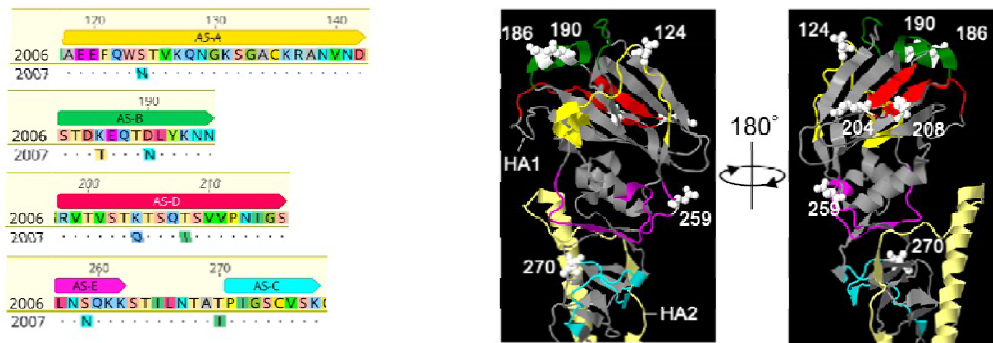 120 130 140
AS-A
2006 AEEFQWSTVKQNGKSGACKRANVND
2007 ······N··················
190
AS-B
2006 STDKEQTDLYKNN
2007 ···T···N·····
200 210
AS-D
2006 RVTVSTKTSQTSVVPNIGS
2007 ······Q···I········
260 270
AS-E AS-C
2006 LNSQKKSTILNTATPIGSCVSK
2007 ··N··········I········
186 190 124
HA1
259
270
HA2
180°
124 190 186
204 208
259
270